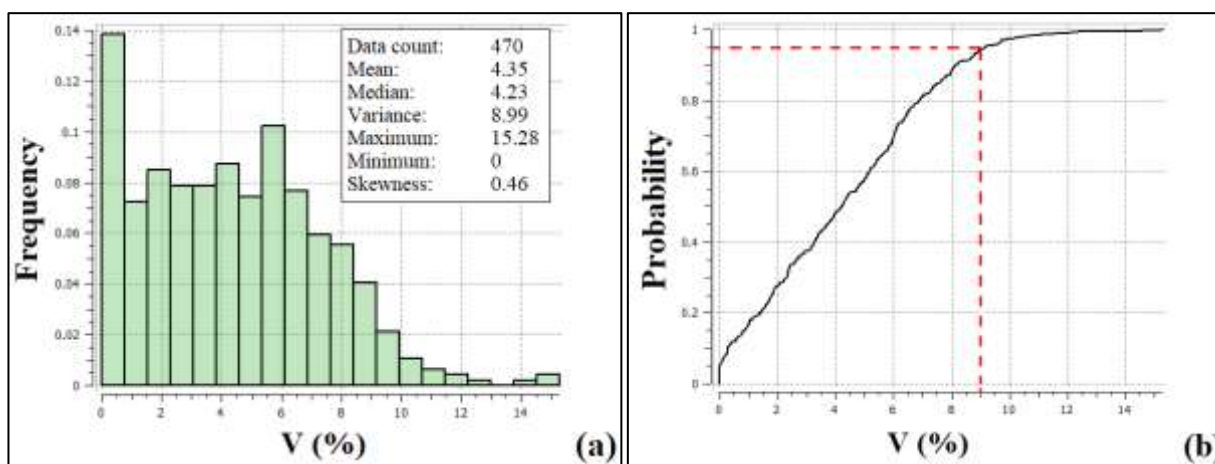 0.14
0.12
0.1
0.08
0.06
0.04
0.02
0
Frequency
Data count: 470
Mean: 4.35
Median: 4.23
Variance: 8.99
Maximum: 15.28
Minimum: 0
Skewness: 0.46
0 2 4 6 8 10 12 14
V (%)
(a)
1
0.8
0.6
0.4
0.2
0
Probability
0 2 4 6 8 10 12 14
V (%)
(b)